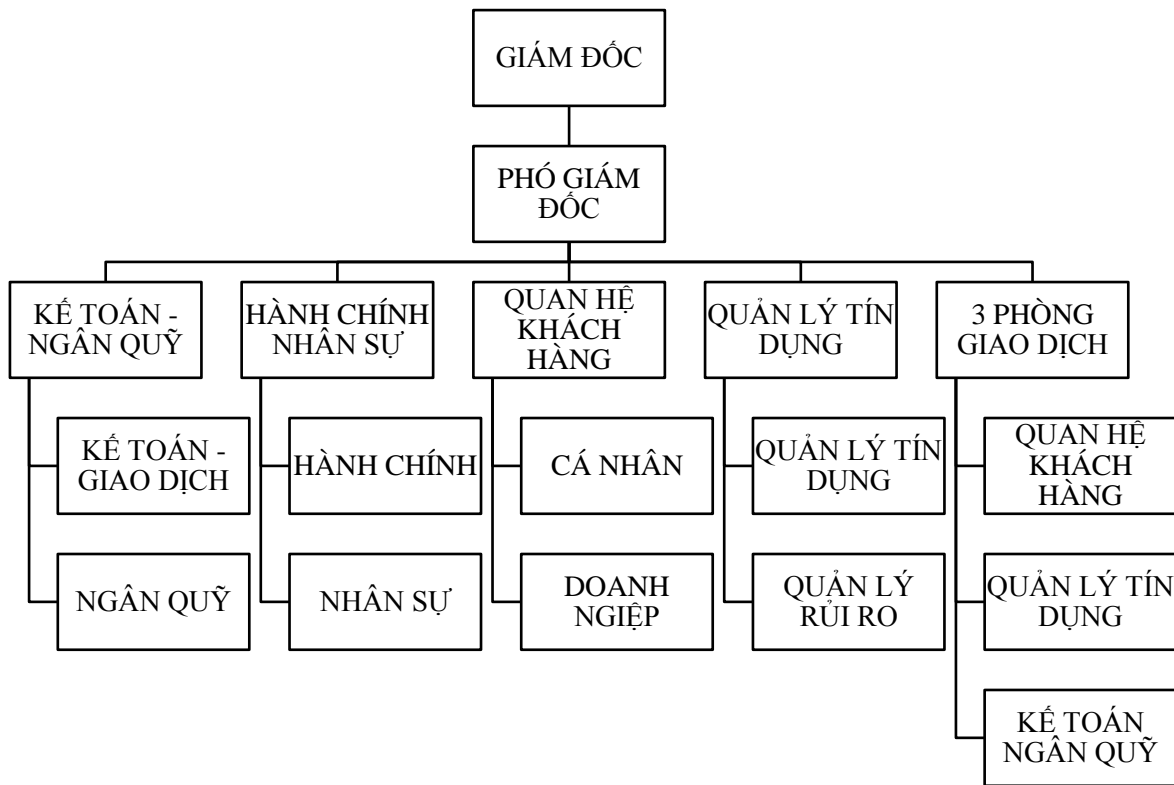 GIÁM ĐỐC
PHÓ GIÁM
ĐỐC
KẾ TOÁN -
NGÂN QUỸ
HÀNH CHÍNH
NHÂN SỰ
QUAN HỆ
KHÁCH
HÀNG
QUẢN LÝ TÍN
DỤNG
3 PHÒNG
GIAO DỊCH
KẾ TOÁN -
GIAO DỊCH
HÀNH CHÍNH
CÁ NHÂN
QUẢN LÝ TÍN
DỤNG
QUAN HỆ
KHÁCH
HÀNG
NGÂN QUỸ
NHÂN SỰ
DOANH
NGIỆP
QUẢN LÝ
RỦI RO
QUẢN LÝ TÍN
DỤNG
KẾ TOÁN
NGÂN QUỸ